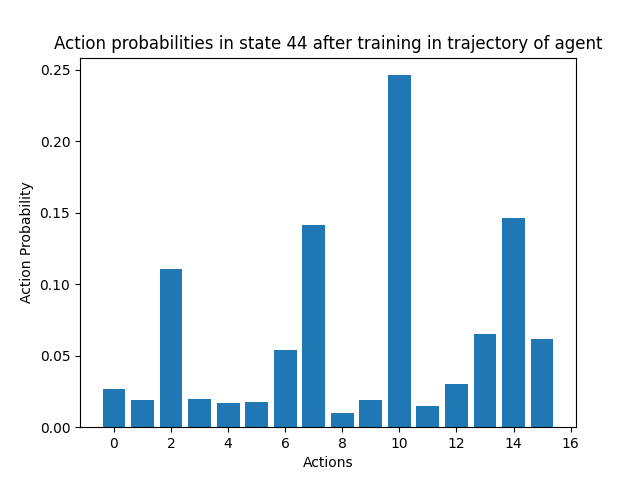 Action probabilities in state 44 after training in trajectory of agent
0.25
0.20
0.15
0.10
0.05
0.00
Action Probability
0 2 4 6 8 10 12 14 16
Actions